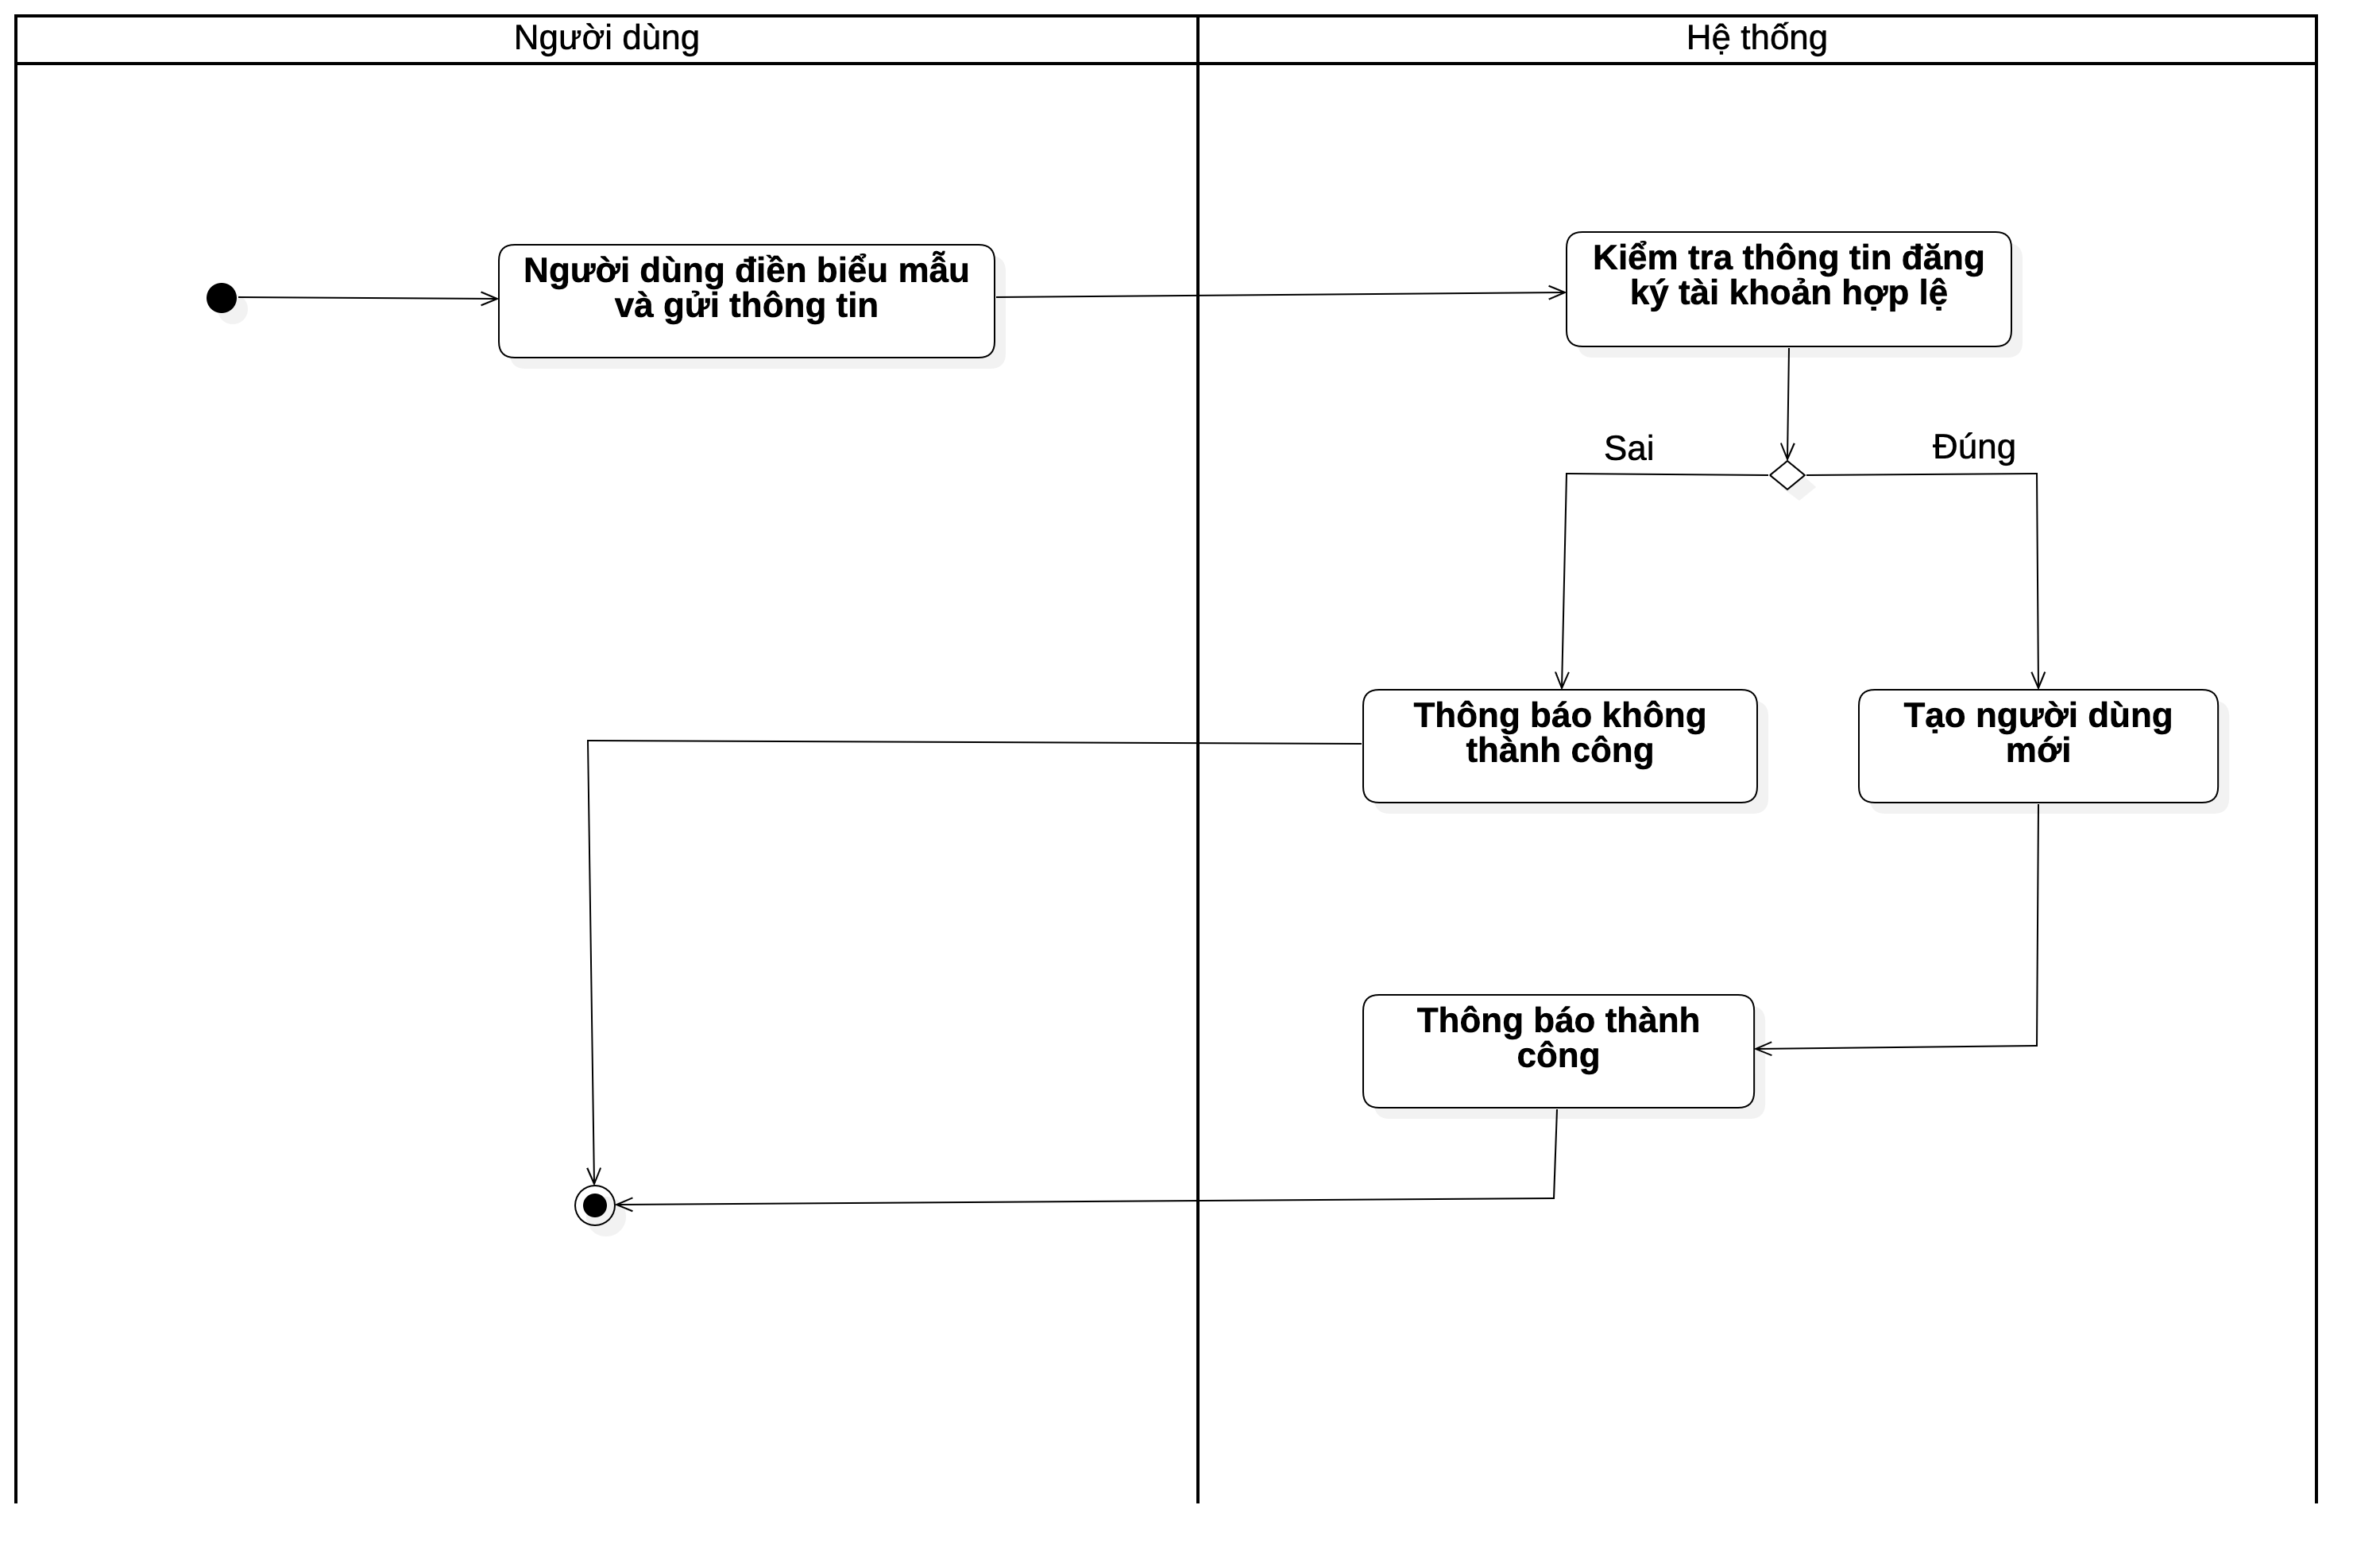 Người dùng
Hệ thống
Người dùng điền biểu mẫu
và gửi thông tin
Kiểm tra thông tin đăng
ký tài khoản hợp lệ
Sai
Đúng
Thông báo không
thành công
Tạo người dùng
mới
Thông báo thành
công